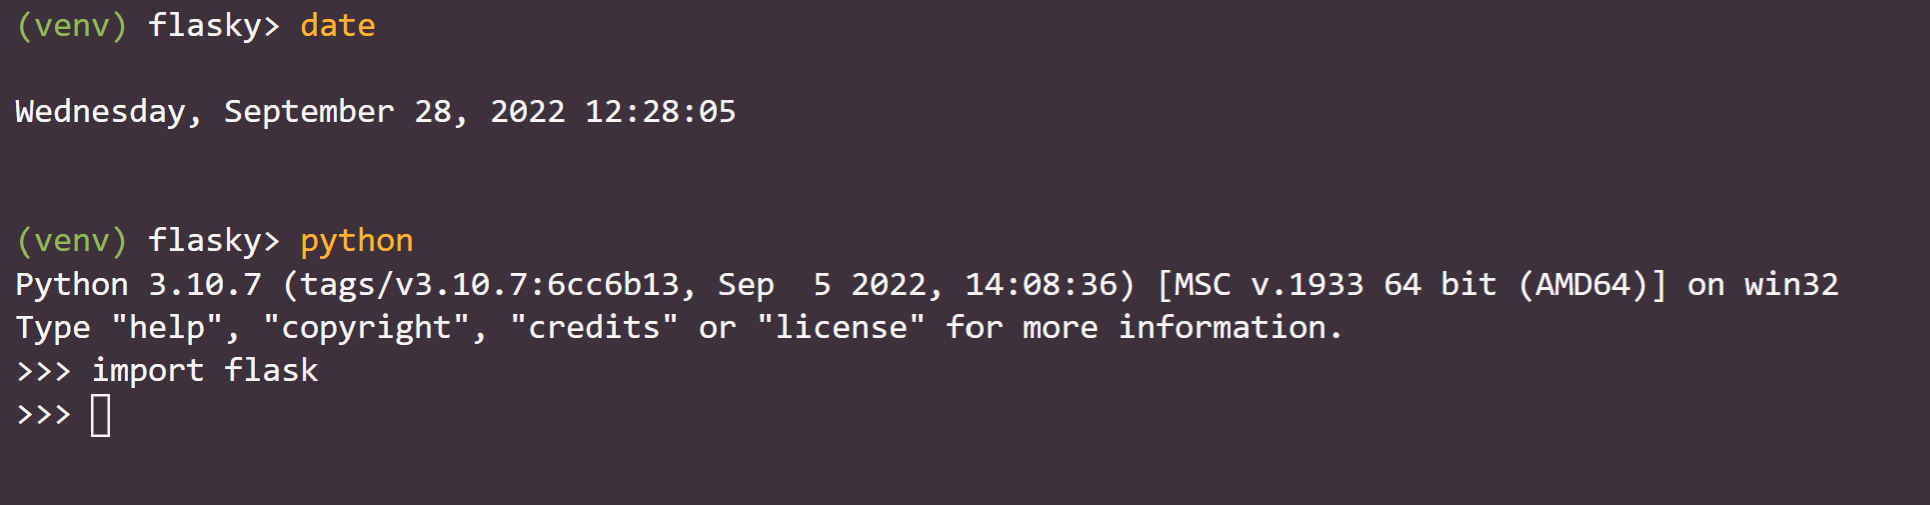 (venv) flasky> date
Wednesday, September 28, 2022 12:28:05
(venv) flasky> python
Python 3.10.7 (tags/v3.10.7:6cc6b13, Sep  5 2022, 14:08:36) [MSC v.1933 64 bit (AMD64)] on win32
Type "help", "copyright", "credits" or "license" for more information.
>>> import flask
>>>